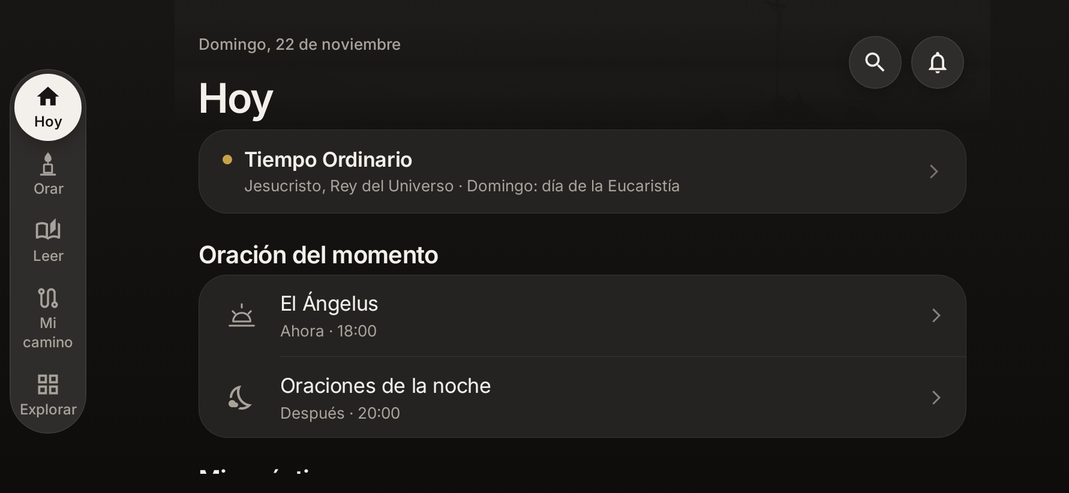 Domingo, 22 de noviembre
Hoy
Tiempo Ordinario
Jesucristo, Rey del Universo · Domingo: día de la Eucaristía
Oración del momento
El Ángelus
Ahora · 18:00
Oraciones de la noche
Después · 20:00
Hoy
Orar
Leer
Mi
camino
Explorar